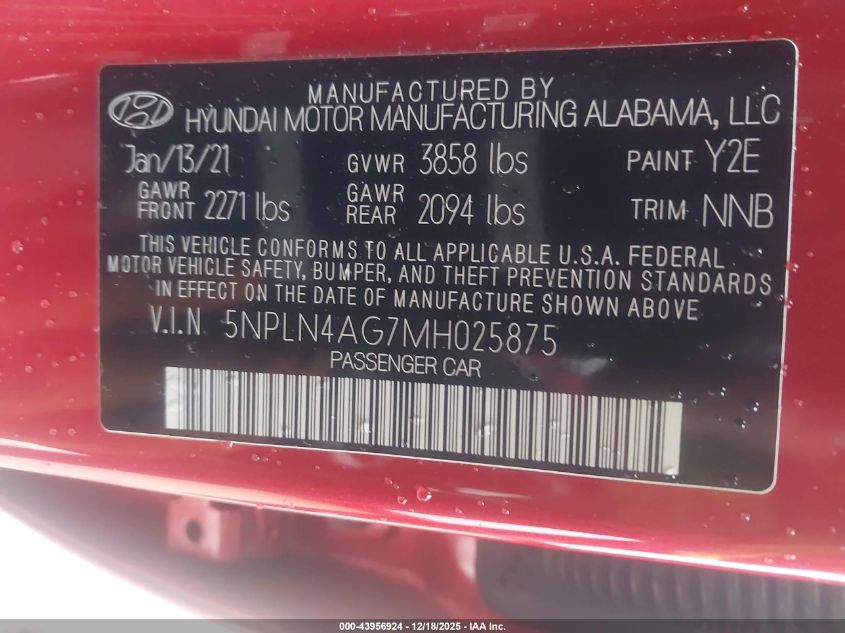 MANUFACTURED BY
HYUNDAI MOTOR MANUFACTURING ALABAMA, LLC
Jan/13/21 GVWR 3858 lbs PAINT Y2E
GAWR FRONT 2271 lbs GAWR REAR 2094 lbs TRIM NNB
THIS VEHICLE CONFORMS TO ALL APPLICABLE U.S.A. FEDERAL
MOTOR VEHICLE SAFETY, BUMPER, AND THEFT PREVENTION STANDARDS
IN EFFECT ON THE DATE OF MANUFACTURE SHOWN ABOVE
V.I.N 5NPLN4AG7MH025875
PASSENGER CAR
000-43956924 - 12/18/2025 - IAA Inc.